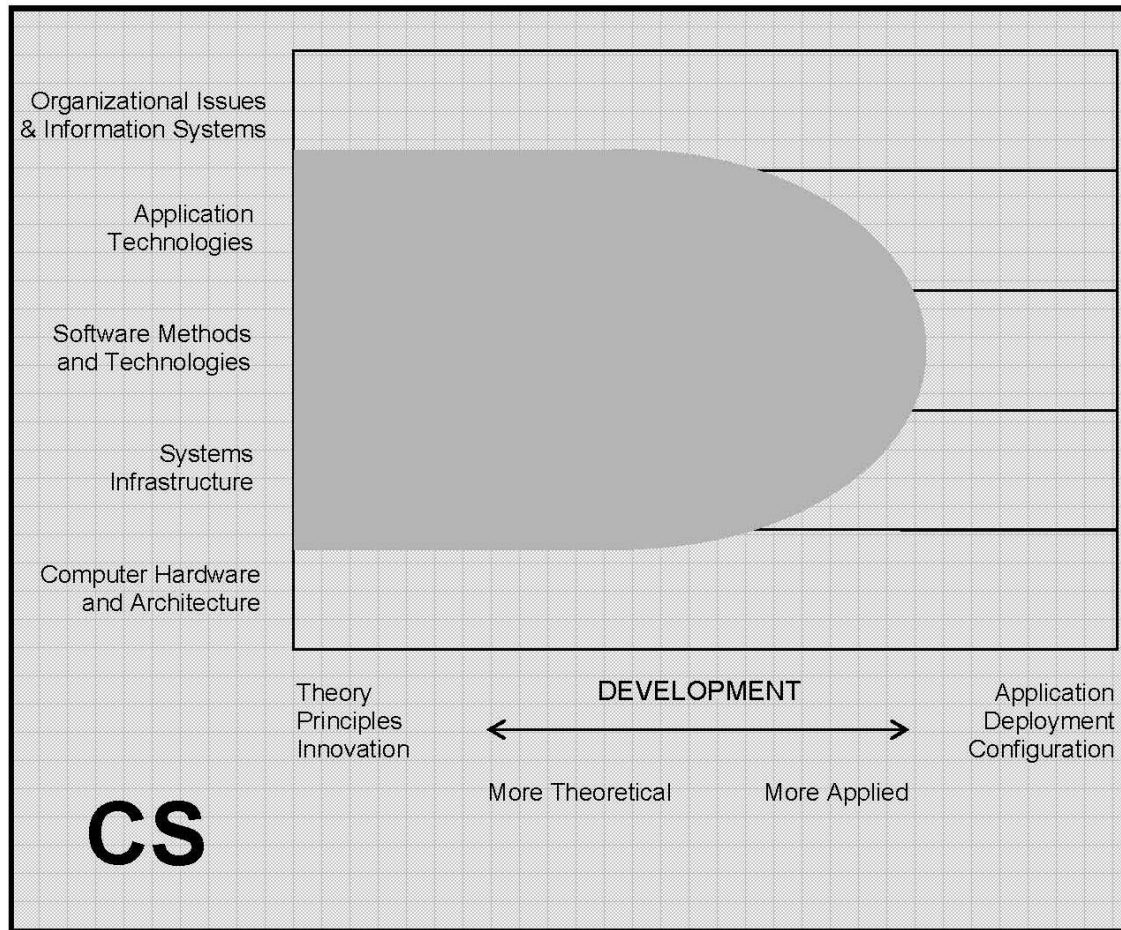 Organizational Issues
& Information Systems
Application
Technologies
Software Methods
and Technologies
Systems
Infrastructure
Computer Hardware
and Architecture
Theory
Principles
Innovation
DEVELOPMENT
Application
Deployment
Configuration
More Theoretical
More Applied
CS